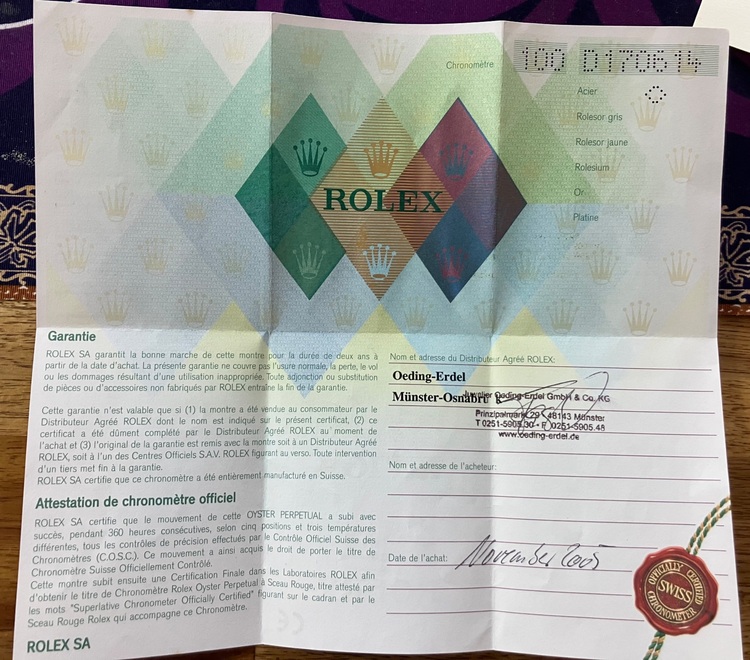 Chronomètre
100 D170614
Acier
Rolesor gris
Rolesor jaune
Rolesium
Or
Platine
ROLEX
Garantie
ROLEX SA garantit la bonne marche de cette montre pour la durée de deux ans à
partir de la date d'achat. La présente garantie ne couvre pas l'usure normale, la perte, le vol
ou les dommages résultant d'une utilisation inappropriée. Toute adjonction ou substitution
de pièces ou d'accessoires non fabriqués par ROLEX entraîne la fin de la garantie.
Cette garantie n'est valable que si (1) la montre a été vendue au consommateur par le
Distributeur Agréé ROLEX dont le nom est indiqué sur le présent certificat, (2) ce
certificat a été dûment complété par le Distributeur Agréé ROLEX au moment de
l'achat et (3) l'original de la garantie est remis avec la montre soit à un Distributeur Agréé
ROLEX, soit à l'un des Centres Officiels S.A.V. ROLEX figurant au verso. Toute intervention
d'un tiers met fin à la garantie.
ROLEX SA certifie que ce chronomètre a été entièrement manufacturé en Suisse.
Attestation de chronomètre officiel
ROLEX SA certifie que le mouvement de cette OYSTER PERPETUAL a subi avec
succès, pendant 360 heures consécutives, selon cinq positions et trois températures
différentes, tous les contrôles de précision effectués par le Contrôle Officiel Suisse des
Chronomètres (C.O.S.C.). Ce mouvement a ainsi acquis le droit de porter le titre de
Chronomètre Suisse Officiellement Contrôlé.
Cette montre subit ensuite une Certification Finale dans les Laboratoires ROLEX afin
d'obtenir le titre de Chronomètre Rolex Oyster Perpetual à Sceau Rouge, titre attesté par
les mots "Superlative Chronometer Officially Certified" figurant sur le cadran et par le
Sceau Rouge Rolex qui accompagne ce Chronomètre.
ROLEX SA
Nom et adresse du Distributeur Agréé ROLEX:
Oeding-Erdel
Münster-Osnabrü
Juwelier Oeding-Erdel GmbH & Co. KG
Prinzipalmarkt 29 · 48143 Münster
T 0251-5905.30 · F 0251-5905.48
www.oeding-erdel.de
Nom et adresse de l'acheteur:
Date de l'achat: November 2005
OFFICIALLY CERTIFIED
SWISS
CHRONOMETER
CE